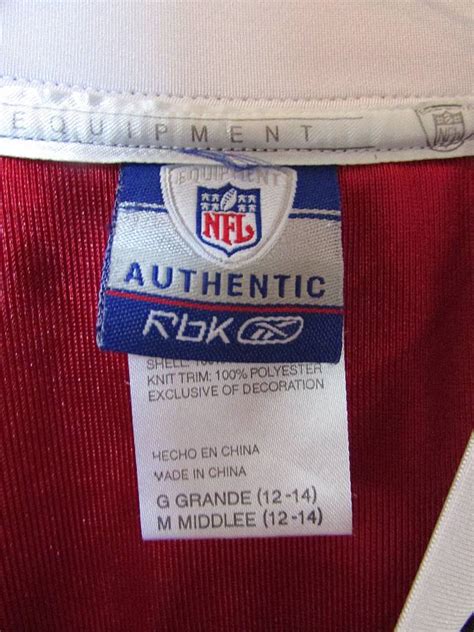 EQUIPMENT
NFL
EQUIPMENT
NFL
AUTHENTIC
RbK
KNIT TRIM: 100% POLYESTER
EXCLUSIVE OF DECORATION
HECHO EN CHINA
MADE IN CHINA
G GRANDE (12-14)
M MIDDLEE (12-14)